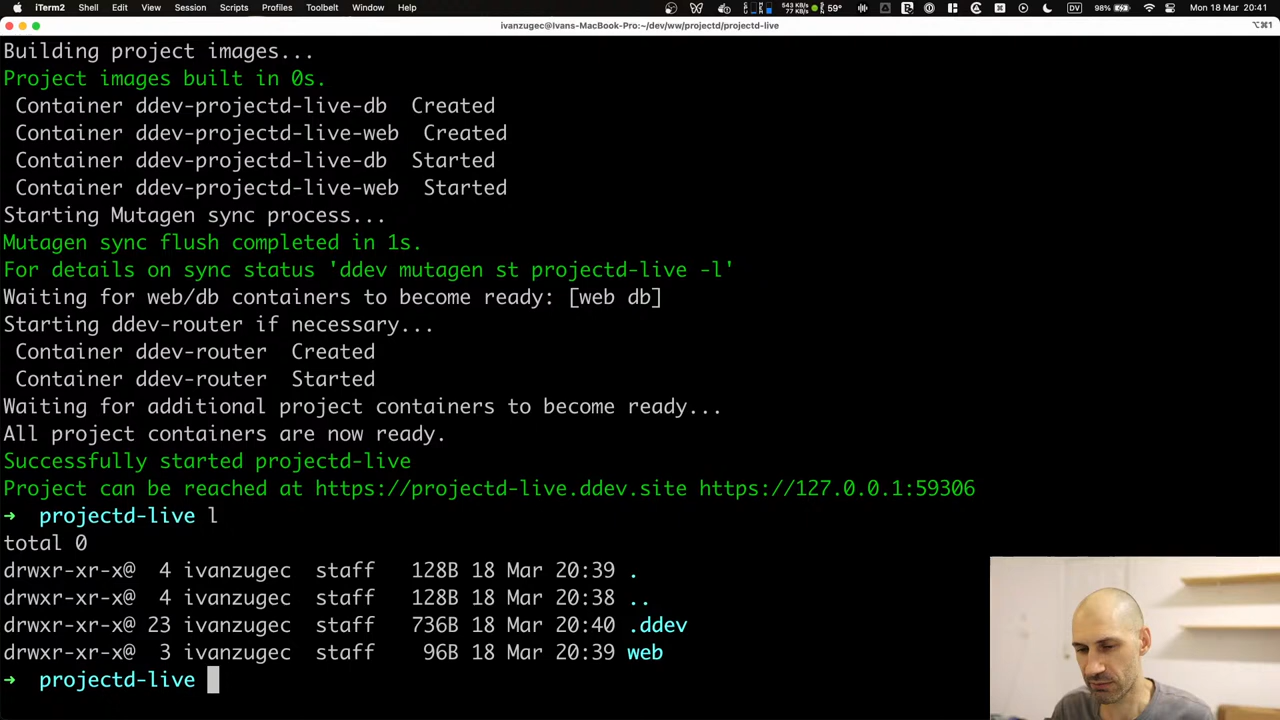 iTerm2 Shell Edit View Session Scripts Profiles Toolbelt Window Help 543 KB/s 77 KB/s 59° DV 98% Mon 18 Mar 20:41
ivanzugec@Ivans-MacBook-Pro:~/dev/ww/projectd/projectd-live ⌥⌘1
Building project images...
Project images built in 0s.
Container ddev-projectd-live-db Created
Container ddev-projectd-live-web Created
Container ddev-projectd-live-db Started
Container ddev-projectd-live-web Started
Starting Mutagen sync process...
Mutagen sync flush completed in 1s.
For details on sync status 'ddev mutagen st projectd-live -l'
Waiting for web/db containers to become ready: [web db]
Starting ddev-router if necessary...
Container ddev-router Created
Container ddev-router Started
Waiting for additional project containers to become ready...
All project containers are now ready.
Successfully started projectd-live
Project can be reached at https://projectd-live.ddev.site https://127.0.0.1:59306
→ projectd-live l
total 0
drwxr-xr-x@ 4 ivanzugec staff 128B 18 Mar 20:39 .
drwxr-xr-x@ 4 ivanzugec staff 128B 18 Mar 20:38 ..
drwxr-xr-x@ 23 ivanzugec staff 736B 18 Mar 20:40 .ddev
drwxr-xr-x@ 3 ivanzugec staff 96B 18 Mar 20:39 web
→ projectd-live